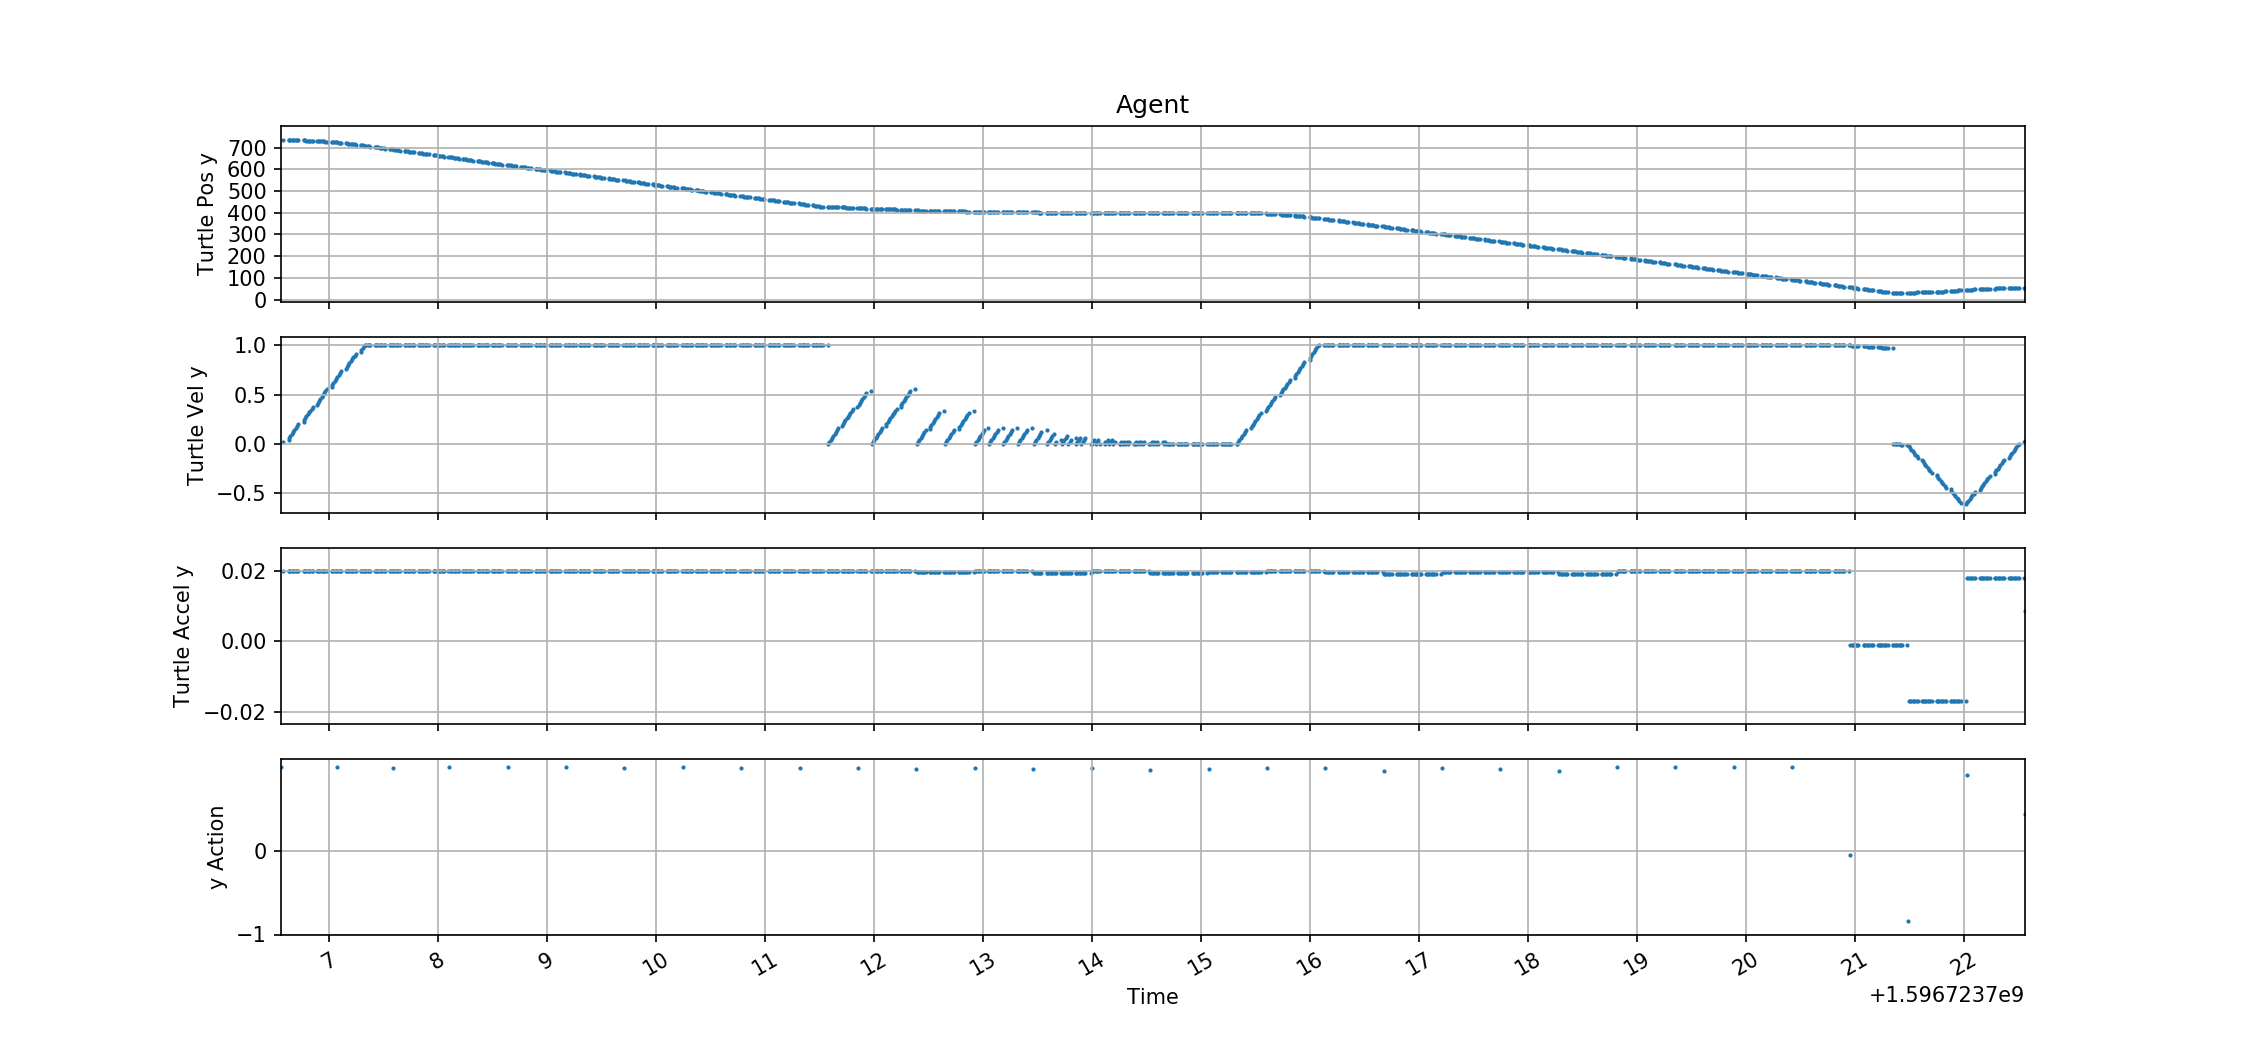 Agent
Turtle Pos y
700
600
500
400
300
200
100
0
Turtle Vel y
1.0
0.5
0.0
−0.5
Turtle Accel y
0.02
0.00
−0.02
y Action
0
−1
7 8 9 10 11 12 13 14 15 16 17 18 19 20 21 22
Time
+1.5967237e9